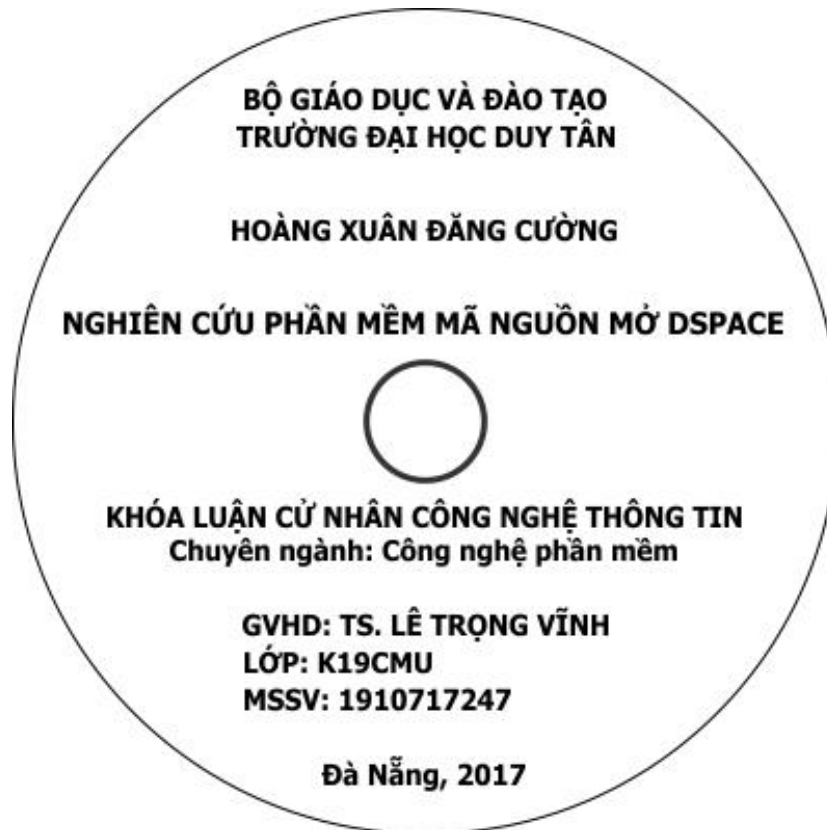 BỘ GIÁO DỤC VÀ ĐÀO TẠO
TRƯỜNG ĐẠI HỌC DUY TÂN
HOÀNG XUÂN ĐĂNG CƯỜNG
NGHIÊN CỨU PHẦN MỀM MÃ NGUỒN MỞ DSPACE
KHÓA LUẬN CỬ NHÂN CÔNG NGHỆ THÔNG TIN
Chuyên ngành: Công nghệ phần mềm
GVHD: TS. LÊ TRỌNG VĨNH
LỚP: K19CMU
MSSV: 1910717247
Đà Nẵng, 2017